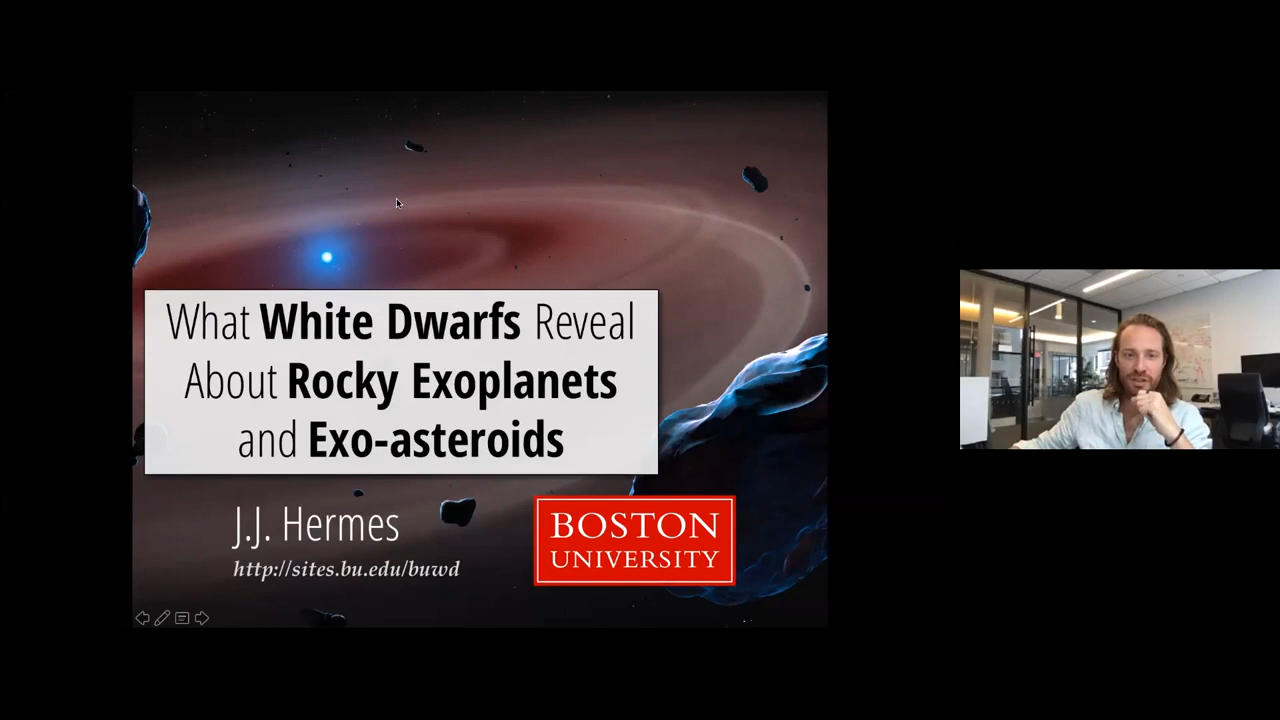 What White Dwarfs Reveal
About Rocky Exoplanets
and Exo-asteroids
J.J. Hermes
http://sites.bu.edu/buwd
BOSTON
UNIVERSITY